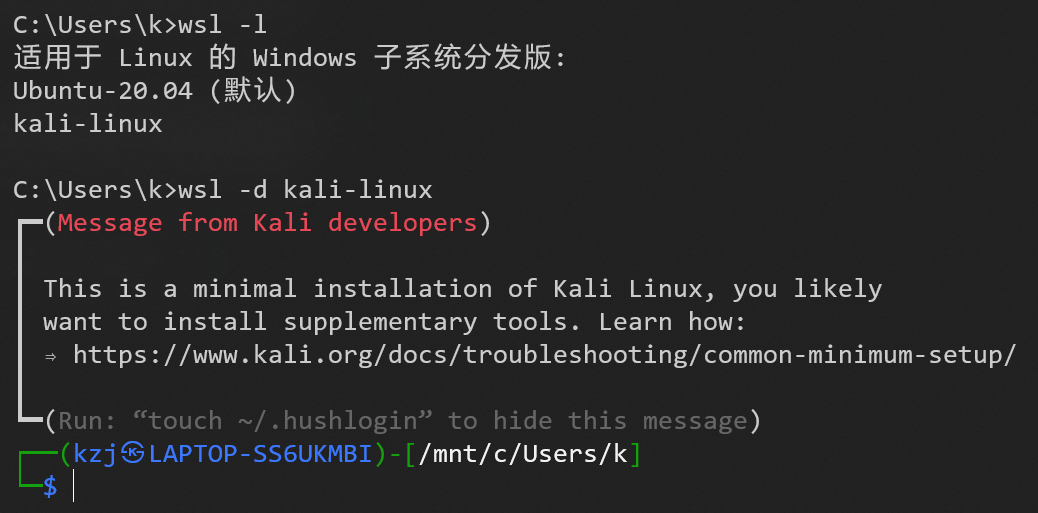 C:\Users\k>wsl -l
适用于 Linux 的 Windows 子系统分发版:
Ubuntu-20.04 (默认)
kali-linux
C:\Users\k>wsl -d kali-linux
┏━(Message from Kali developers)
┃
┃ This is a minimal installation of Kali Linux, you likely
┃ want to install supplementary tools. Learn how:
┃ ⇒ https://www.kali.org/docs/troubleshooting/common-minimum-setup/
┃
┗━(Run: “touch ~/.hushlogin” to hide this message)
┌──(kzj㉿LAPTOP-SS6UKMBI)-[/mnt/c/Users/k]
└─$